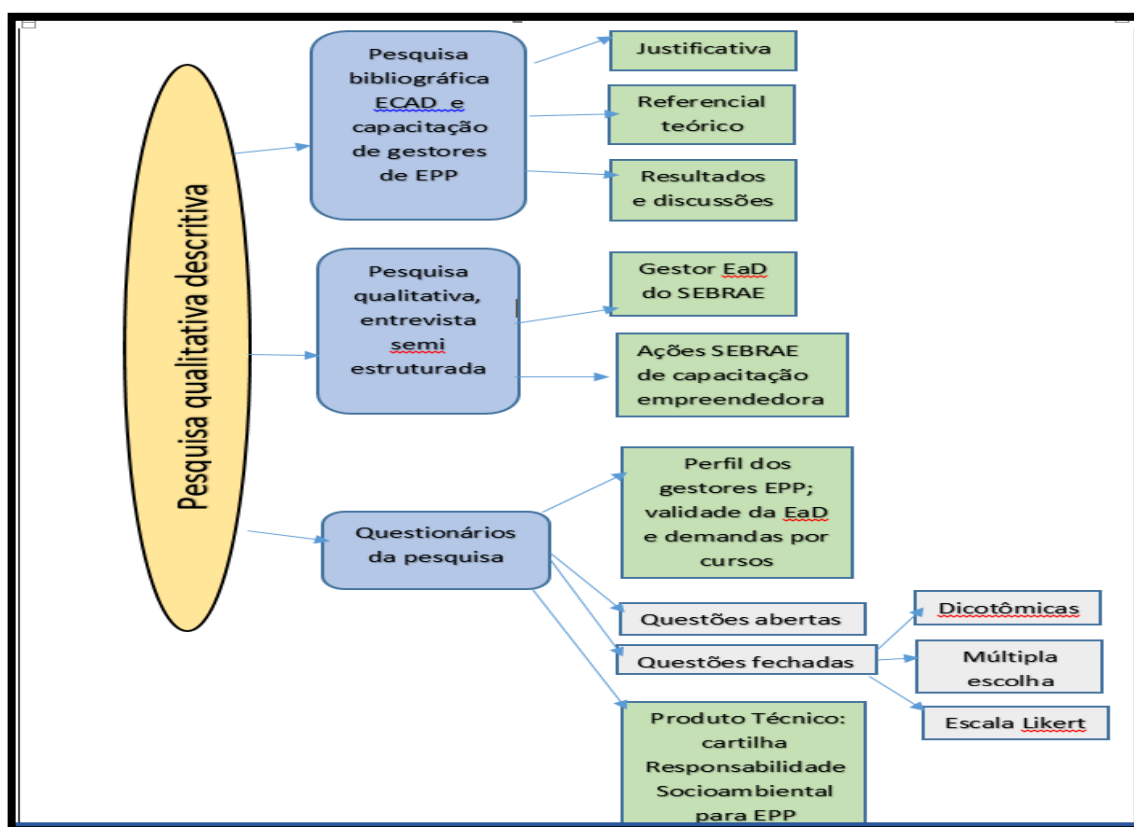 Pesquisa qualitativa descritiva
Pesquisa
bibliográfica
ECAD e
capacitação
de gestores
de EPP
Justificativa
Referencial
teórico
Resultados
e discussões
Pesquisa
qualitativa,
entrevista
semi
estruturada
Gestor EaD
do SEBRAE
Ações SEBRAE
de capacitação
empreendedora
Questionários
da pesquisa
Perfil dos
gestores EPP;
validade da EaD
e demandas por
cursos
Questões abertas
Questões fechadas
Dicotômicas
Múltipla
escolha
Escala Likert
Produto Técnico:
cartilha
Responsabilidade
Socioambiental
para EPP